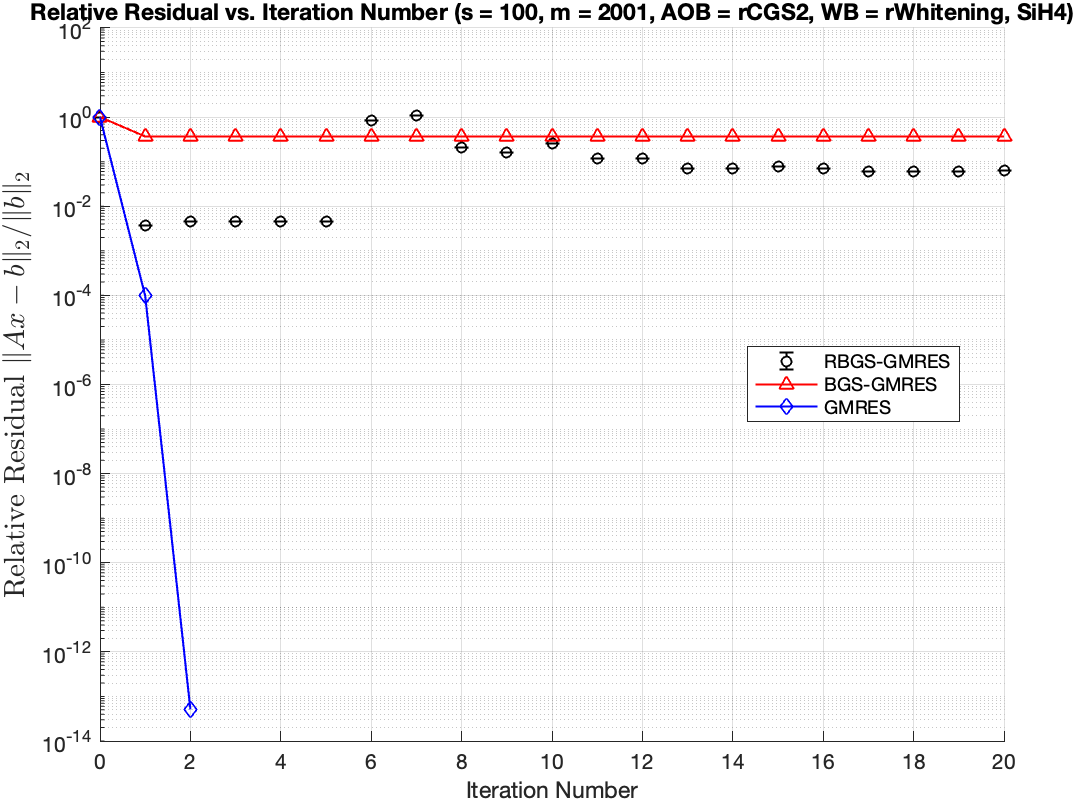 Relative Residual vs. Iteration Number (s = 100, m = 2001, AOB = rCGS2, WB = rWhitening, SiH4)
10^2
10^0
10^-2
10^-4
10^-6
10^-8
10^-10
10^-12
10^-14
Relative Residual ||Ax − b||_2/||b||_2
RBGS-GMRES
BGS-GMRES
GMRES
0 2 4 6 8 10 12 14 16 18 20
Iteration Number